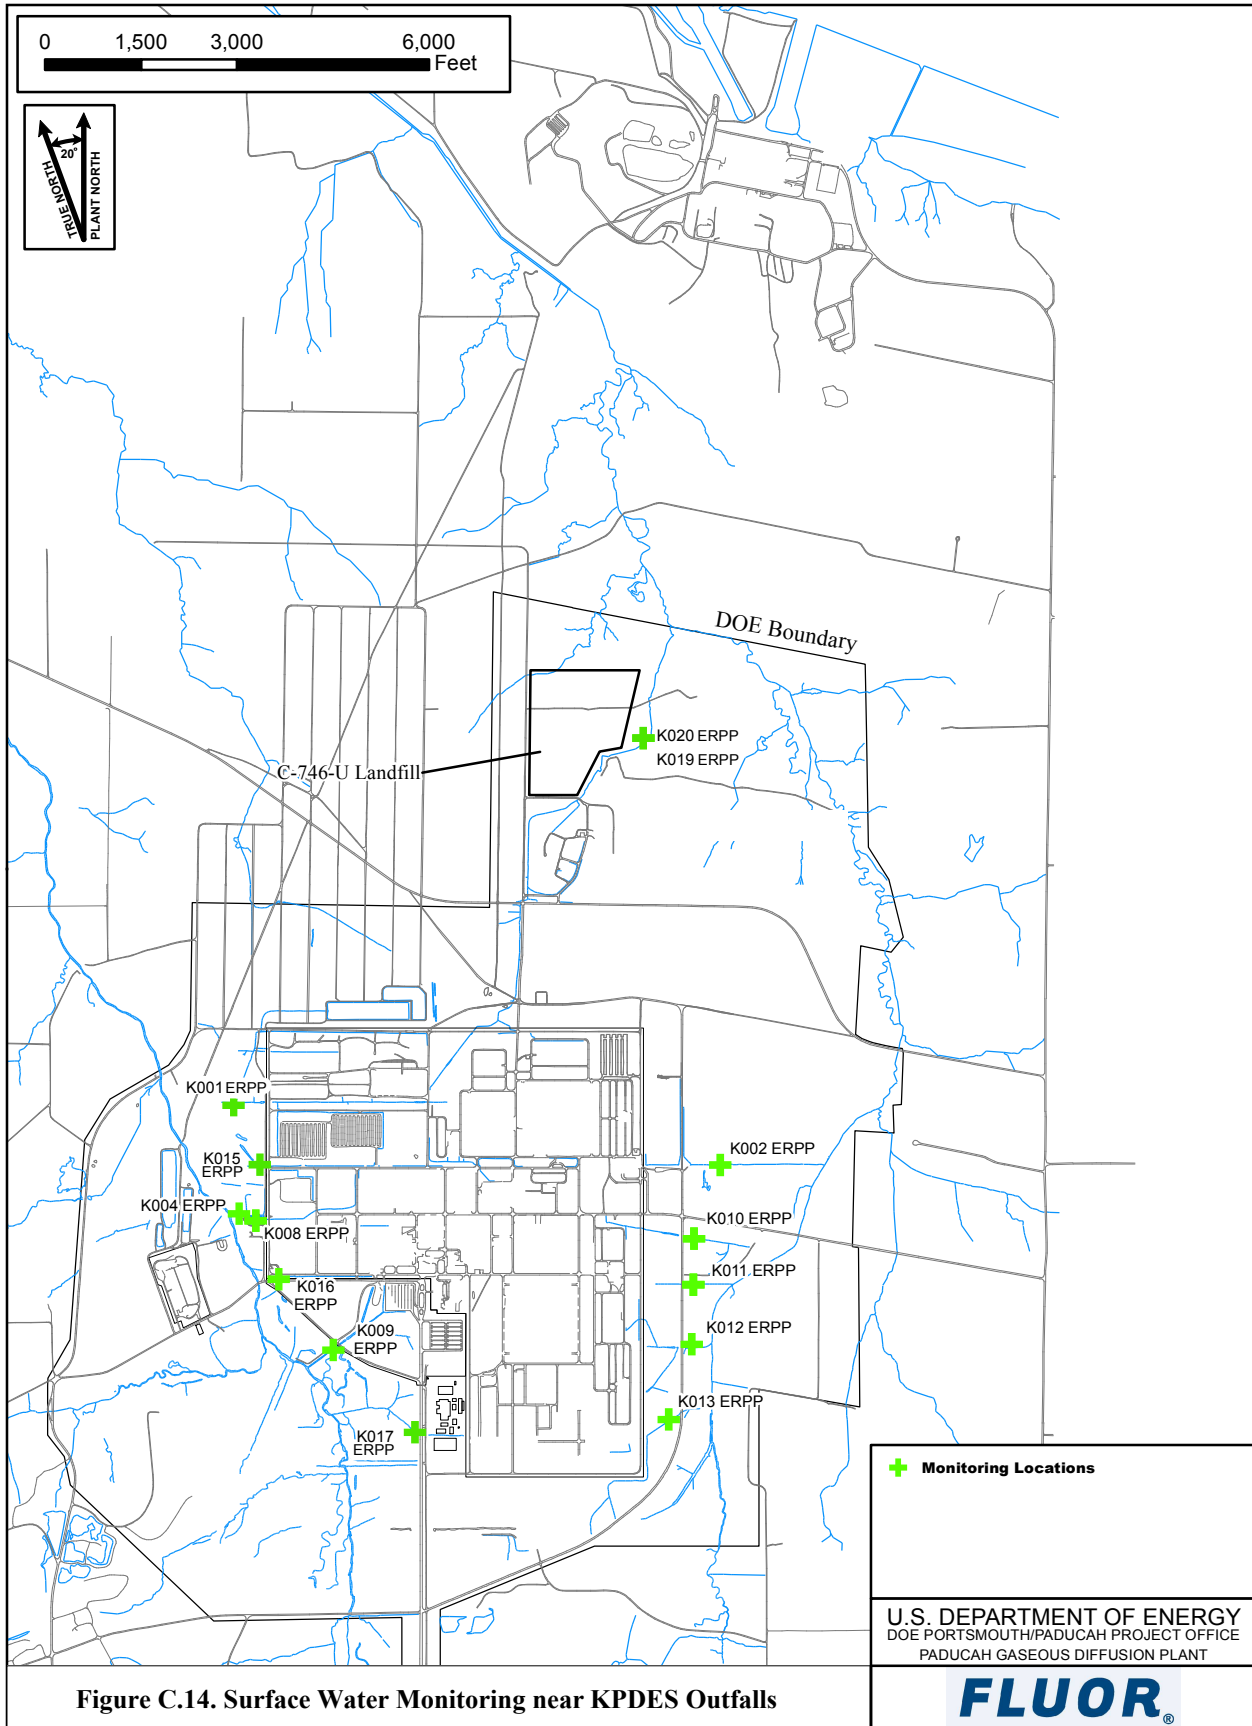 0 1,500 3,000 6,000
Feet
20°
TRUE NORTH
PLANT NORTH
DOE Boundary
K020 ERPP
K019 ERPP
C-746-U Landfill
K001 ERPP
K015
ERPP
K002 ERPP
K004 ERPP
K008 ERPP
K010 ERPP
K016
ERPP
K011 ERPP
K009
ERPP
K012 ERPP
K013 ERPP
K017
ERPP
Monitoring Locations
U.S. DEPARTMENT OF ENERGY
DOE PORTSMOUTH/PADUCAH PROJECT OFFICE
PADUCAH GASEOUS DIFFUSION PLANT
Figure C.14. Surface Water Monitoring near KPDES Outfalls
FLUOR®